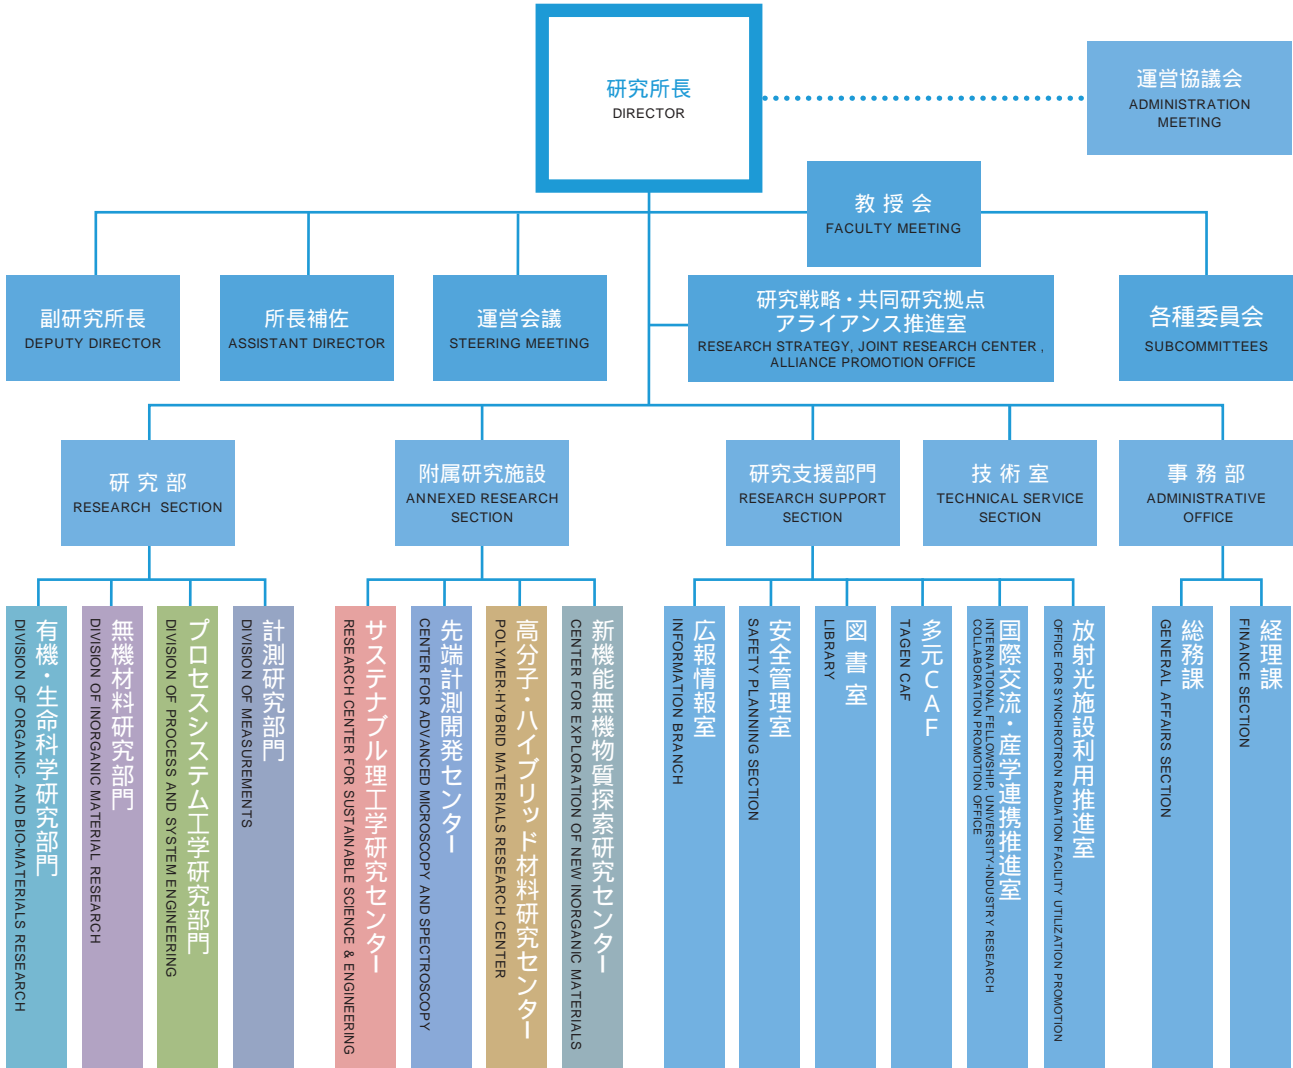 研究所長
DIRECTOR
運営協議会
ADMINISTRATION
MEETING
教授会
FACULTY MEETING
副研究所長
DEPUTY DIRECTOR
所長補佐
ASSISTANT DIRECTOR
運営会議
STEERING MEETING
研究戦略・共同研究拠点
アライアンス推進室
RESEARCH STRATEGY, JOINT RESEARCH CENTER ,
ALLIANCE PROMOTION OFFICE
各種委員会
SUBCOMMITTEES
研究部
RESEARCH SECTION
附属研究施設
ANNEXED RESEARCH
SECTION
研究支援部門
RESEARCH SUPPORT
SECTION
技術室
TECHNICAL SERVICE
SECTION
事務部
ADMINISTRATIVE
OFFICE
有機・生命科学研究部門
DIVISION OF ORGANIC- AND BIO-MATERIALS RESEARCH
無機材料研究部門
DIVISION OF INORGANIC MATERIAL RESEARCH
プロセスシステム工学研究部門
DIVISION OF PROCESS AND SYSTEM ENGINEERING
計測研究部門
DIVISION OF MEASUREMENTS
サステナブル理工学研究センター
RESEARCH CENTER FOR SUSTAINABLE SCIENCE & ENGINEERING
先端計測開発センター
CENTER FOR ADVANCED MICROSCOPY AND SPECTROSCOPY
高分子・ハイブリッド材料研究センター
POLYMER·HYBRID MATERIALS RESEARCH CENTER
新機能無機物質探索研究センター
CENTER FOR EXPLORATION OF NEW INORGANIC MATERIALS
広報情報室
INFORMATION BRANCH
安全管理室
SAFETY PLANNING SECTION
図書室
LIBRARY
多元CAF
TAGEN CAF
国際交流・産学連携推進室
INTERNATIONAL FELLOWSHIP, UNIVERSITY-INDUSTRY RESEARCH
COLLABORATION PROMOTION OFFICE
放射光施設利用推進室
OFFICE FOR SYNCHROTRON RADIATION FACILITY UTILIZATION PROMOTION
総務課
GENERAL AFFAIRS SECTION
経理課
FINANCE SECTION